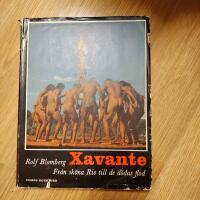 Rolf Blomberg Xavante
Från sköna Rio till de dödas flod